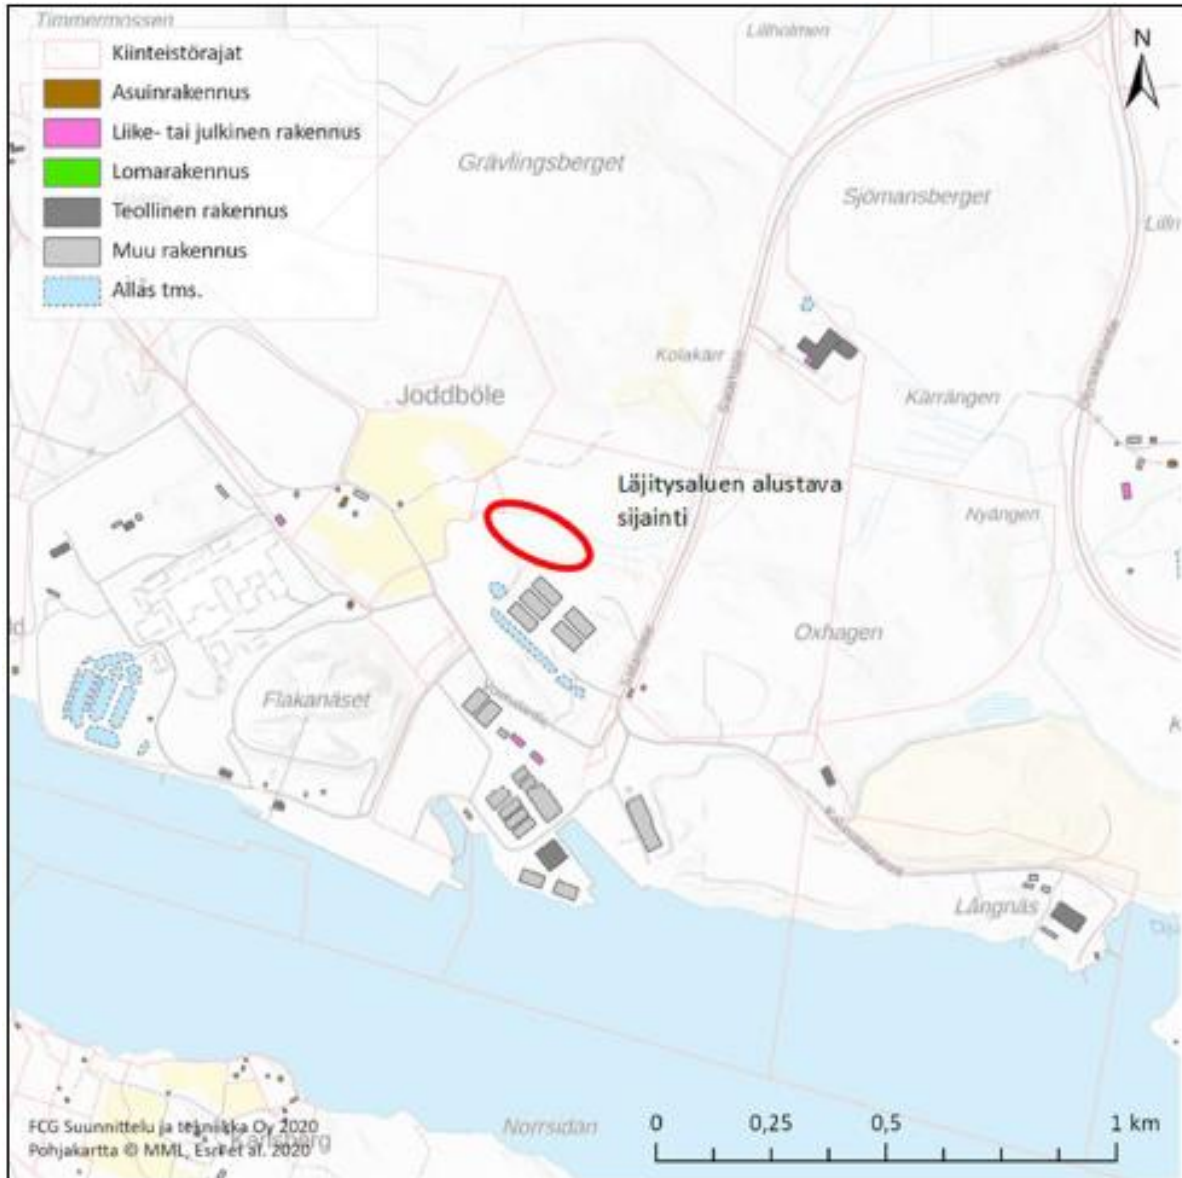 Timmermossen
Kiinteistörajat
Asuinrakennus
Liike- tai julkinen rakennus
Lomarakennus
Teollinen rakennus
Muu rakennus
Allas tms.
Lillholmen
N
Grävlingsberget
Sjömansberget
Kolakärr
Joddböle
Kärrängen
Läjitysaluen alustava
sijainti
Nyängen
Oxhagen
Flakanäset
Långnäs
Norrsidan
Karlsberg
FCG Suunnittelu ja tekniikka Oy 2020
Pohjakartta © MML, Esri et al. 2020
0 0,25 0,5 1 km